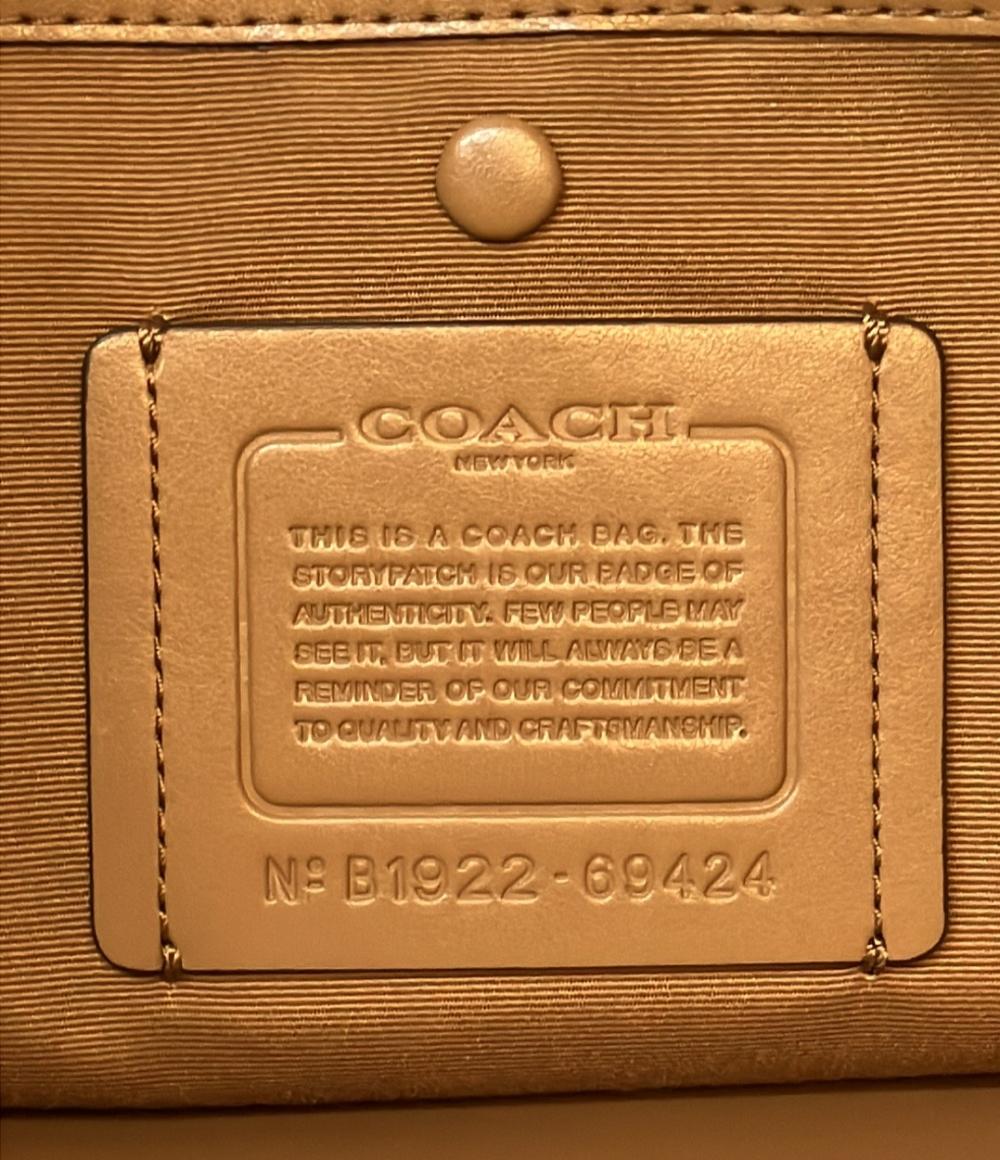 COACH
NEW YORK
THIS IS A COACH BAG. THE
STORYPATCH IS OUR BADGE OF
AUTHENTICITY. FEW PEOPLE MAY
SEE IT, BUT IT WILL ALWAYS BE A
REMINDER OF OUR COMMITMENT
TO QUALITY AND CRAFTSMANSHIP.
Nº B1922-69424